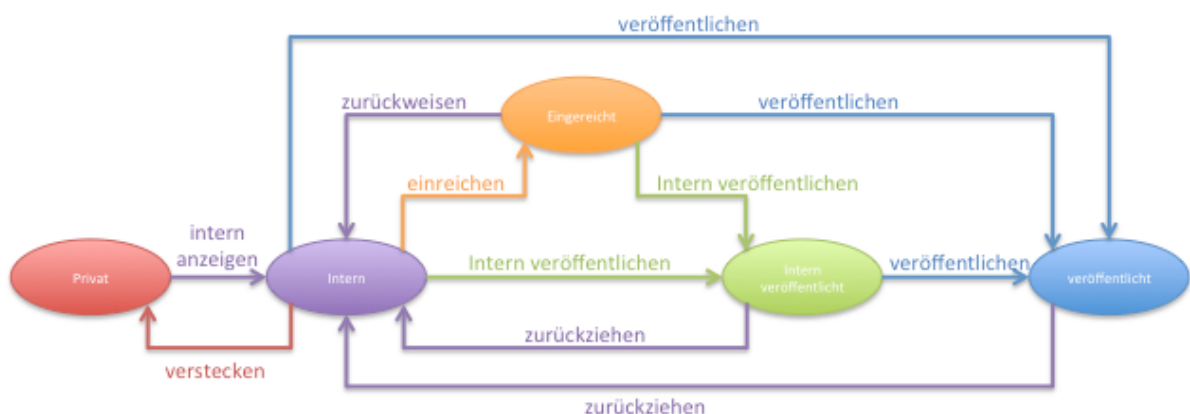 veröffentlichen
zurückweisen
Eingereicht
veröffentlichen
einreichen
Intern veröffentlichen
intern
anzeigen
Privat
Intern
Intern veröffentlichen
Intern
veröffentlicht
veröffentlichen
veröffentlicht
zurückziehen
verstecken
zurückziehen